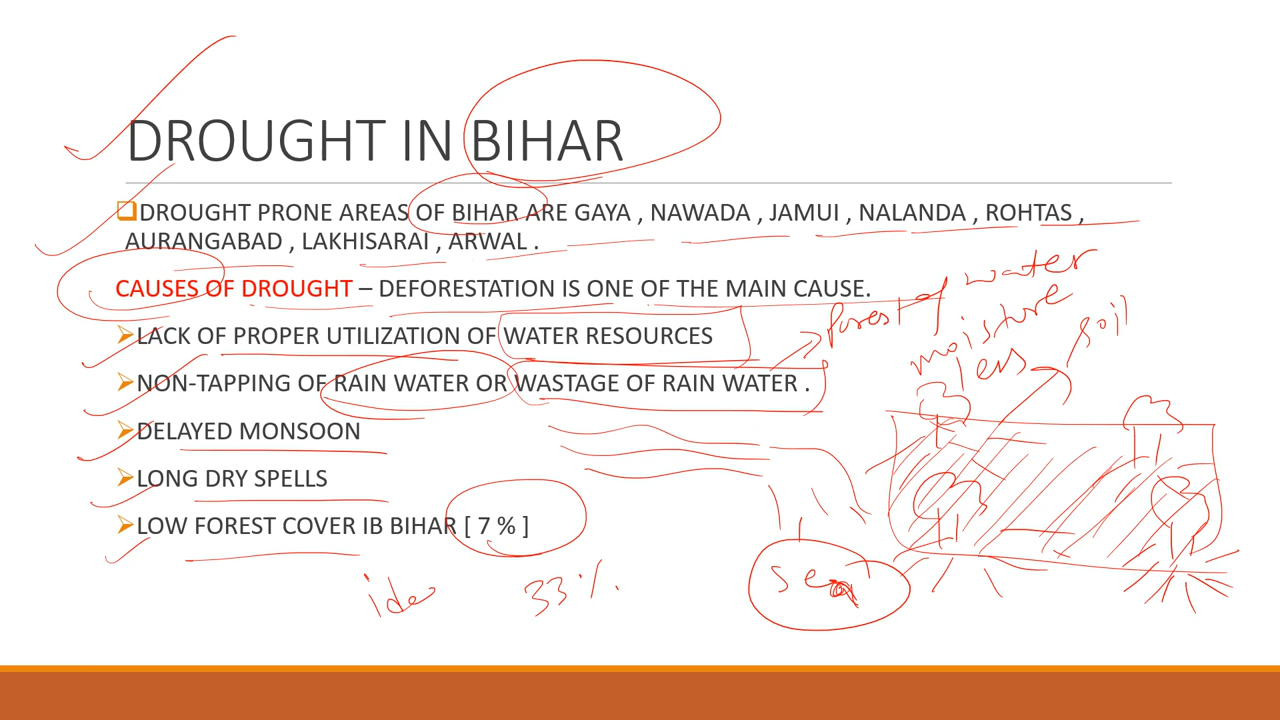 DROUGHT IN BIHAR
❑DROUGHT PRONE AREAS OF BIHAR ARE GAYA , NAWADA , JAMUI , NALANDA , ROHTAS ,
AURANGABAD , LAKHISARAI , ARWAL .
CAUSES OF DROUGHT – DEFORESTATION IS ONE OF THE MAIN CAUSE.
➢LACK OF PROPER UTILIZATION OF WATER RESOURCES
➢NON-TAPPING OF RAIN WATER OR WASTAGE OF RAIN WATER .
➢DELAYED MONSOON
➢LONG DRY SPELLS
➢LOW FOREST COVER IB BIHAR [ 7 % ]
forest of water
moisture
soil
33 %.